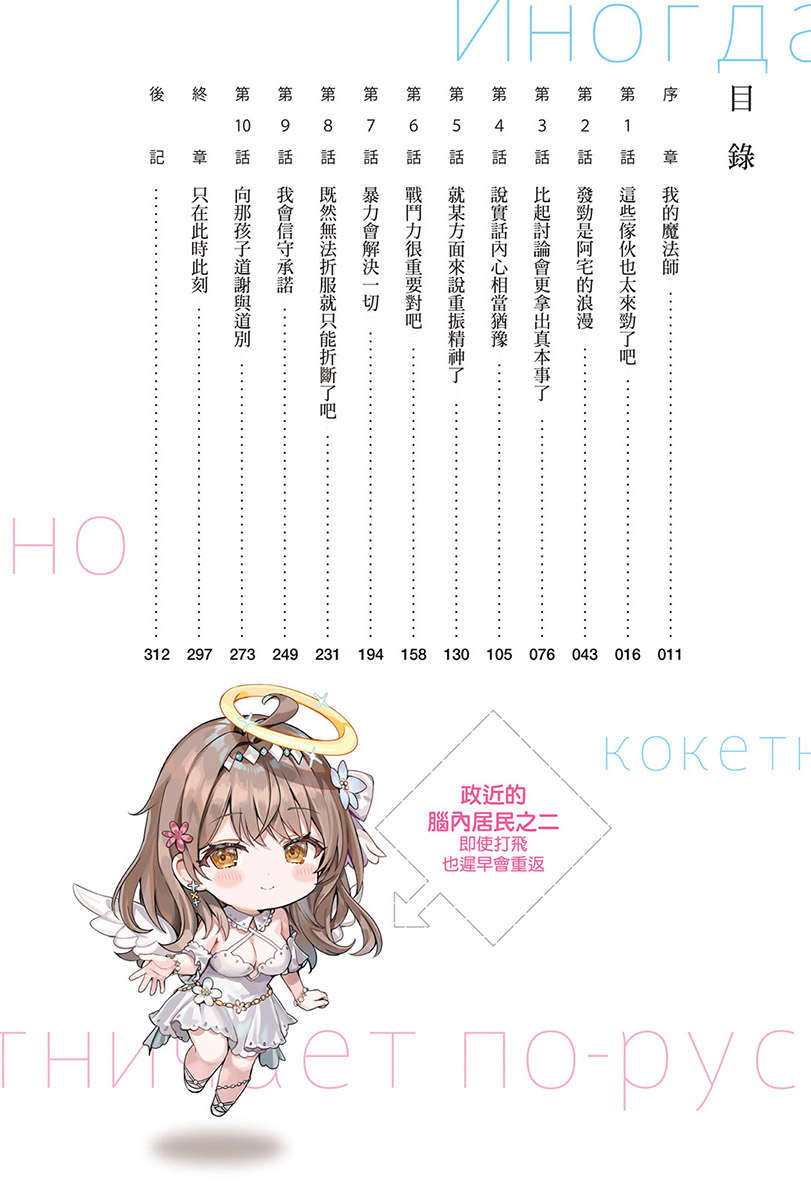 Иногда
目錄
序章 我的魔法師 011
第1話 這些傢伙也太來勁了吧 016
第2話 發勁是阿宅的浪漫 043
第3話 比起討論會更拿出真本事了 076
第4話 說實話內心相當猶豫 105
第5話 就某方面來說重振精神了 130
第6話 戰鬥力很重要對吧 158
第7話 暴力會解決一切 194
第8話 既然無法折服就只能折斷了吧 231
第9話 我會信守承諾 249
第10話 向那孩子道謝與道別 273
終章 只在此時此刻 297
後記 312
но
кокетн
政近的
腦內居民之二
即使打飛
也遲早會重返
тничает по-рус